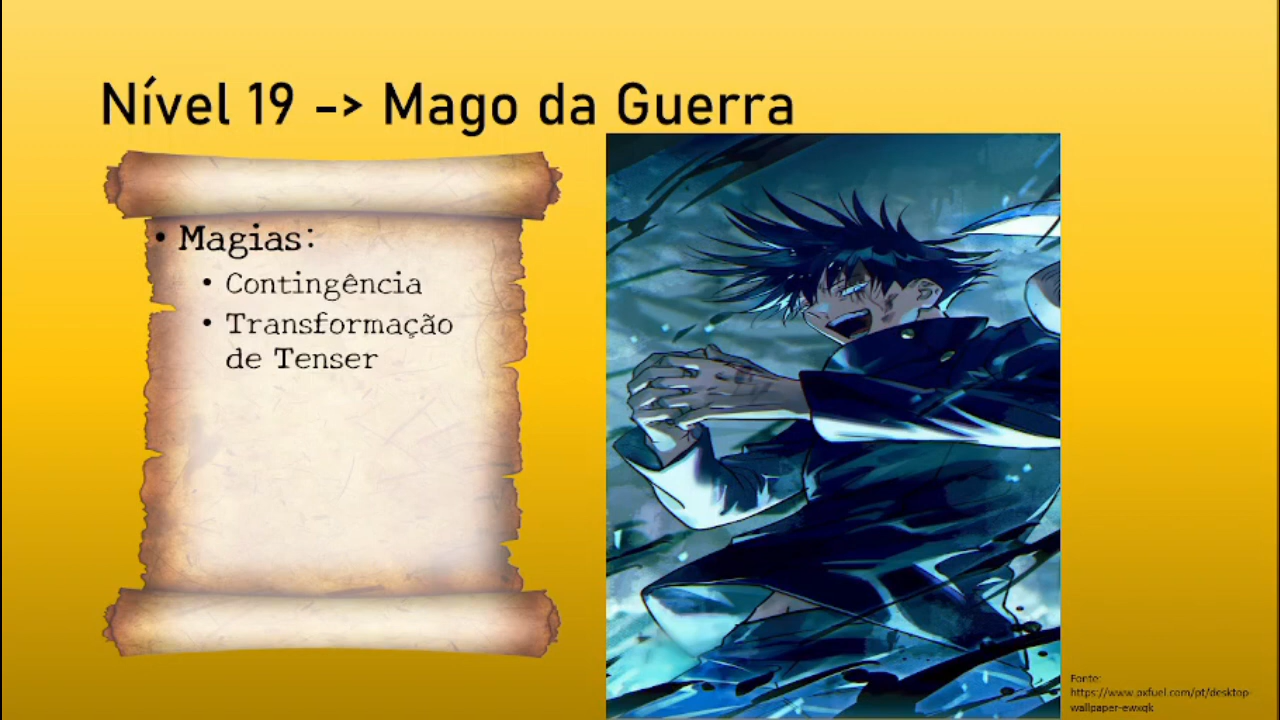 Nível 19 -> Mago da Guerra
• Magias:
• Contingência
• Transformação
de Tenser
Fonte:
https://www.pxfuel.com/pt/desktop-
wallpaper-ewxqk